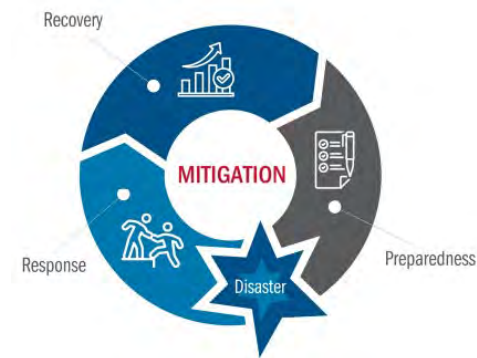 Recovery
MITIGATION
Response
Disaster
Preparedness